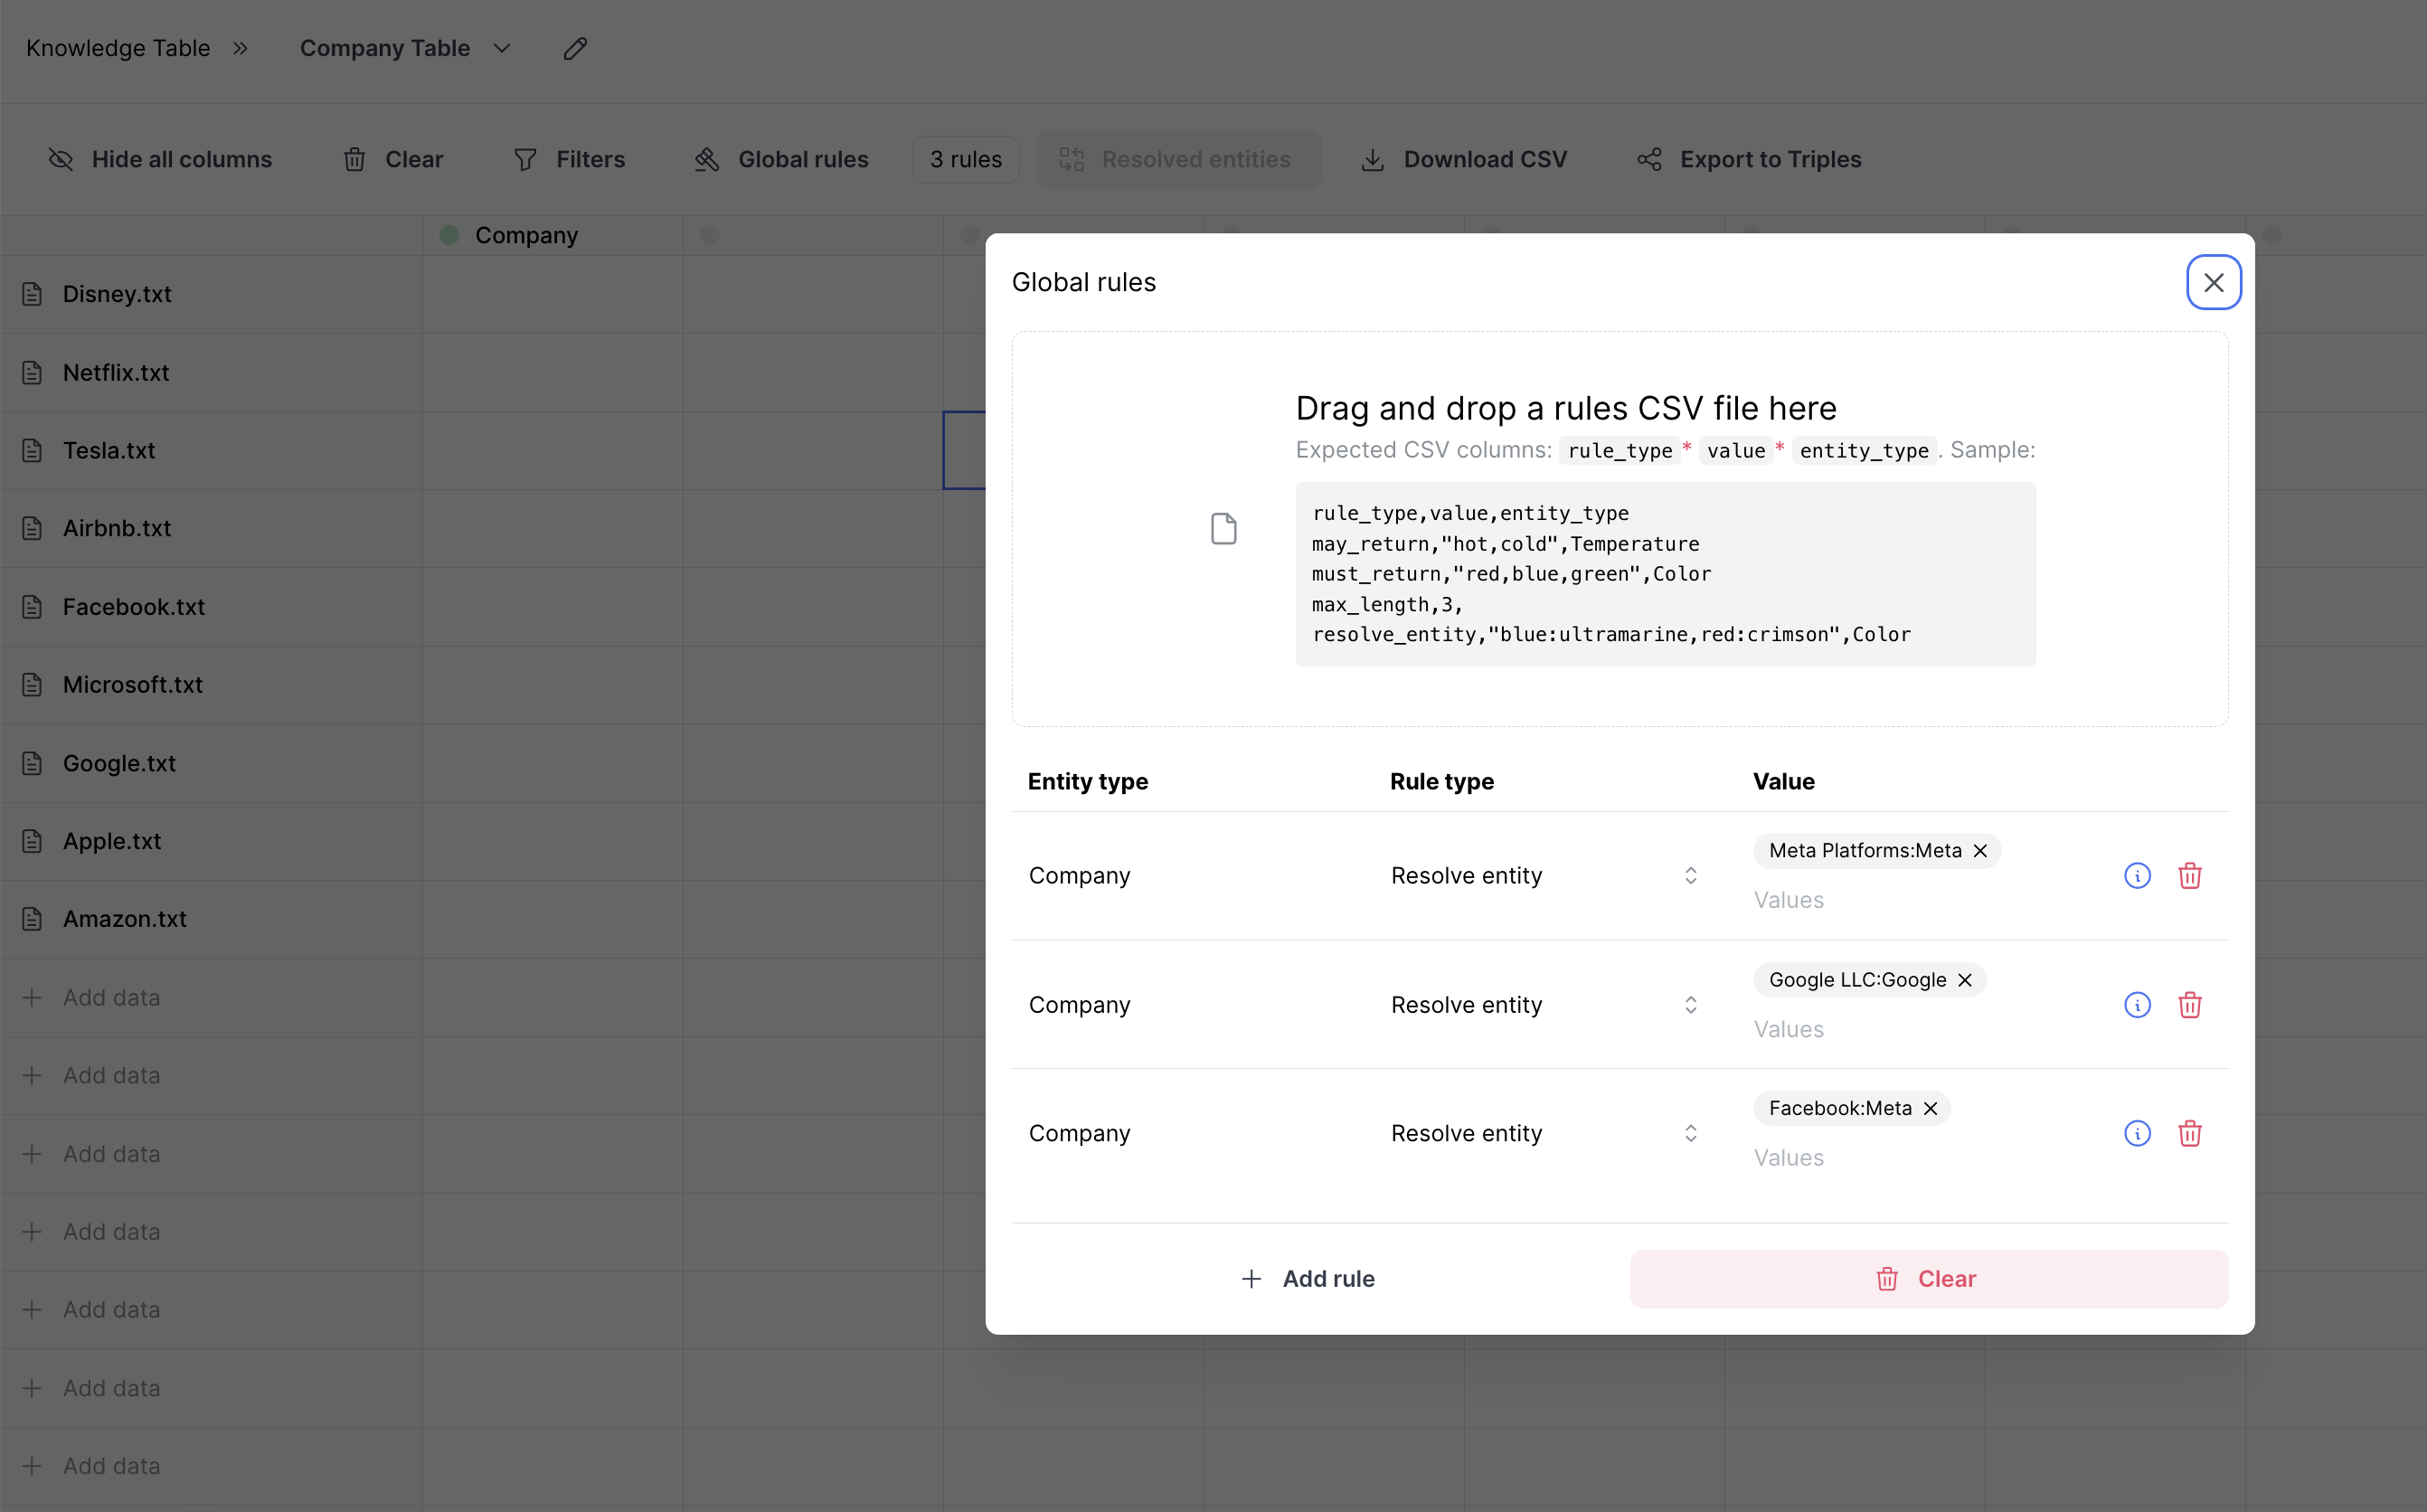 Knowledge Table
Company Table
Hide all columns
Clear
Filters
Global rules
3 rules
Resolved entities
Download CSV
Export to Triples
Company
Disney.txt
Netflix.txt
Tesla.txt
Airbnb.txt
Facebook.txt
Microsoft.txt
Google.txt
Apple.txt
Amazon.txt
Add data
Add data
Add data
Add data
Add data
Add data
Add data
Global rules
Drag and drop a rules CSV file here
Expected CSV columns: rule_type* value* entity_type. Sample:
rule_type,value,entity_type
may_return,"hot,cold",Temperature
must_return,"red,blue,green",Color
max_length,3,
resolve_entity,"blue:ultramarine,red:crimson",Color
Entity type Rule type Value
Company Resolve entity Meta Platforms:Meta
Values
Company Resolve entity Google LLC:Google
Values
Company Resolve entity Facebook:Meta
Values
Add rule
Clear